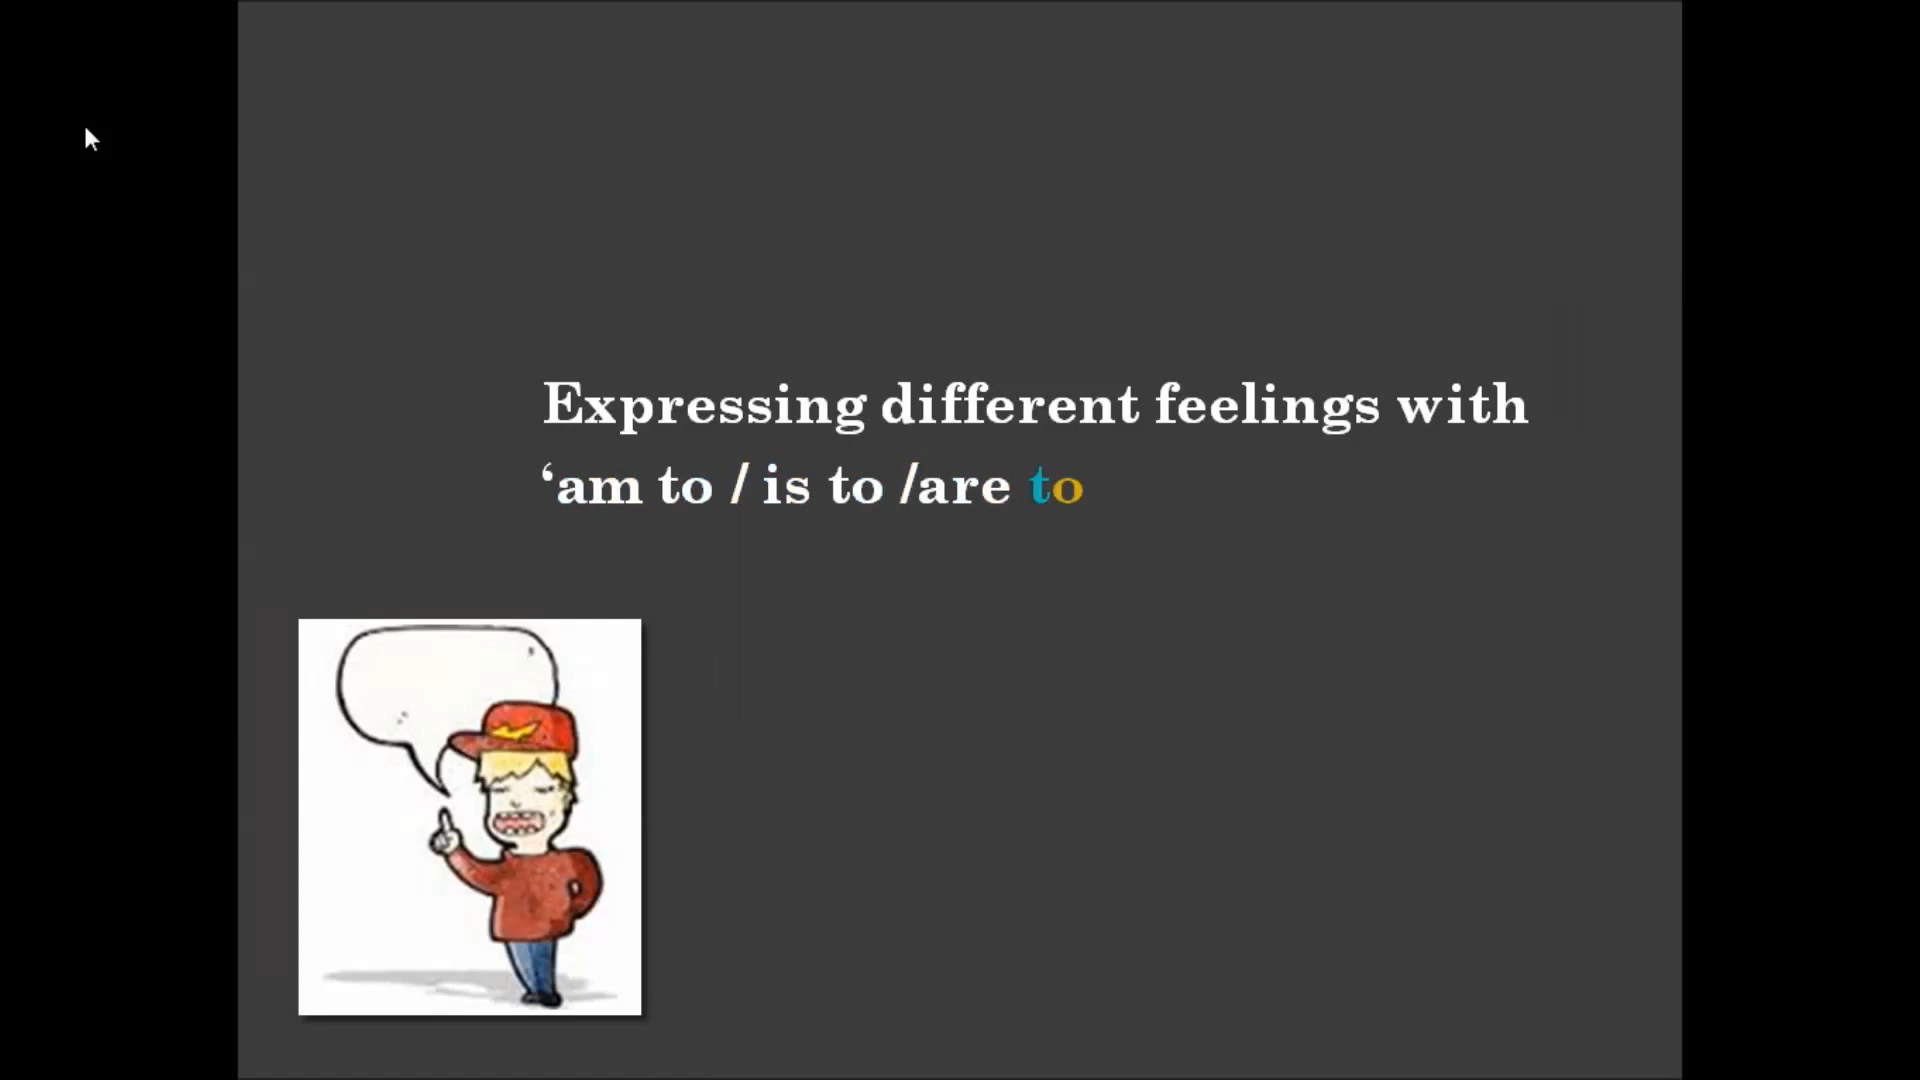 Expressing different feelings with
‘am to / is to /are to